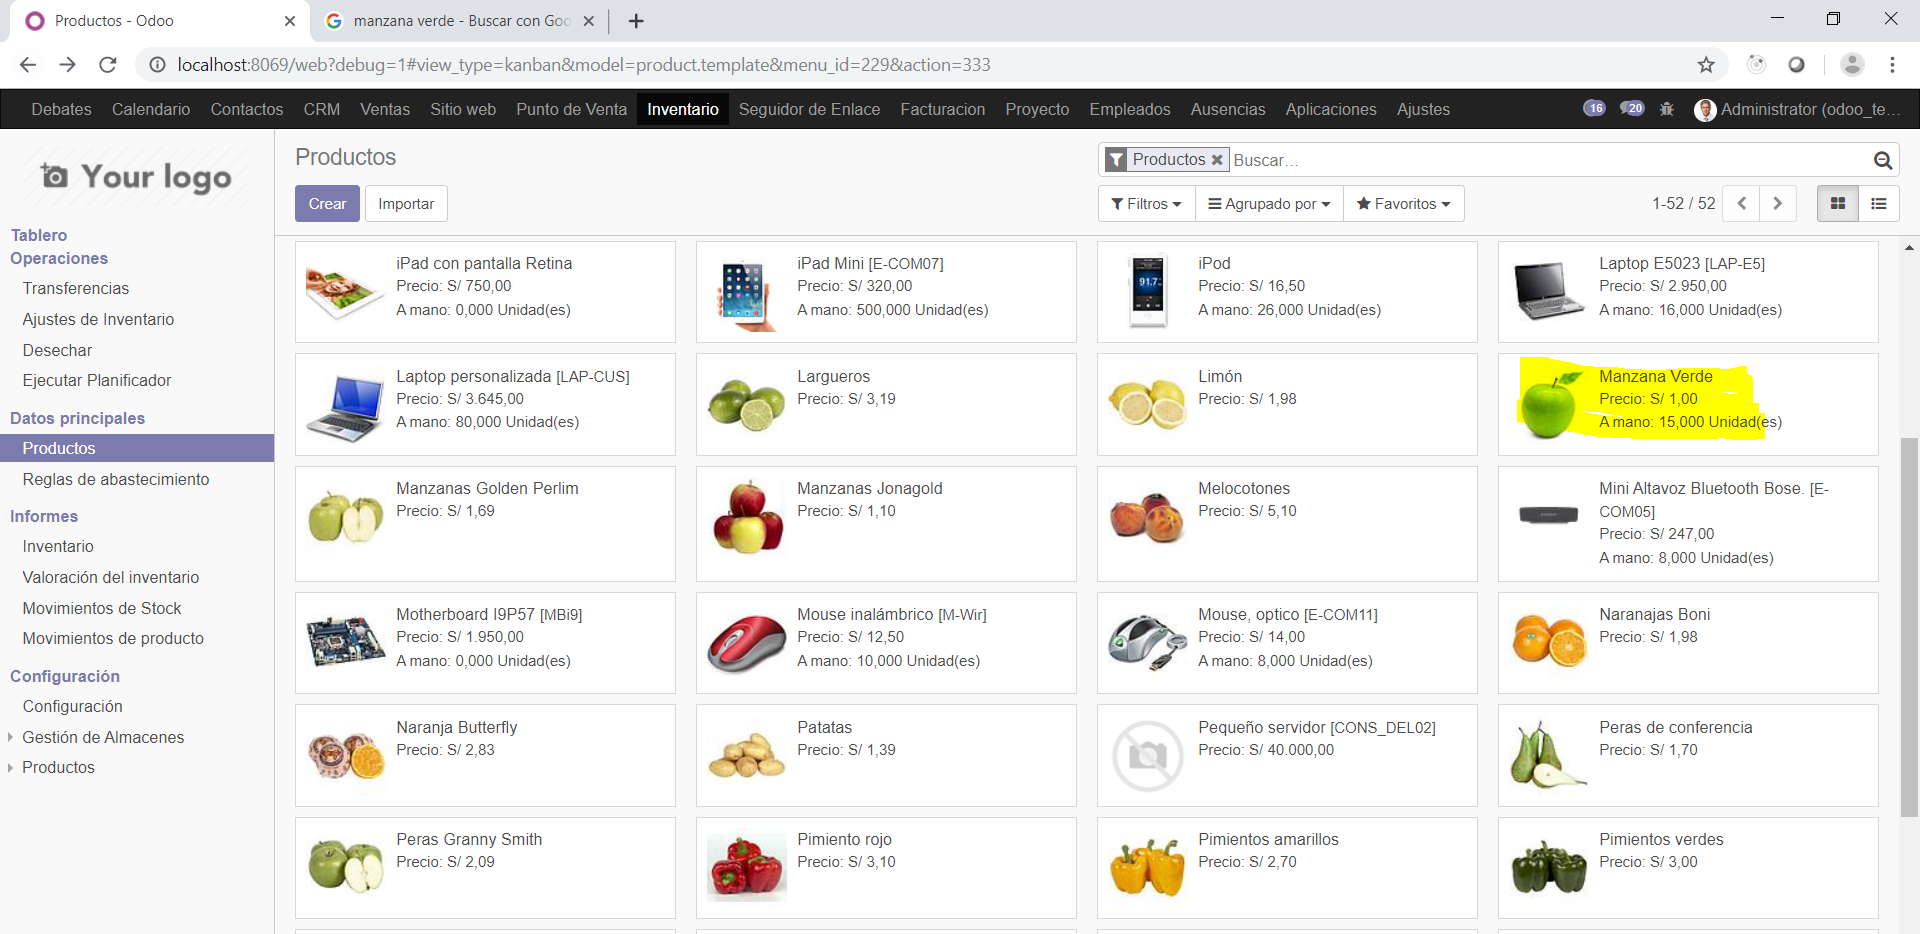 Productos - Odoo
manzana verde - Buscar con Goo
localhost:8069/web?debug=1#view_type=kanban&model=product.template&menu_id=229&action=333
Debates Calendario Contactos CRM Ventas Sitio web Punto de Venta Inventario Seguidor de Enlace Facturacion Proyecto Empleados Ausencias Aplicaciones Ajustes 16 20 Administrator (odoo_te...
Your logo
Tablero
Operaciones
Transferencias
Ajustes de Inventario
Desechar
Ejecutar Planificador
Datos principales
Productos
Reglas de abastecimiento
Informes
Inventario
Valoración del inventario
Movimientos de Stock
Movimientos de producto
Configuración
Configuración
Gestión de Almacenes
Productos
Productos
Crear Importar
Productos Buscar...
Filtros Agrupado por Favoritos
1-52 / 52
iPad con pantalla Retina
Precio: S/ 750,00
A mano: 0,000 Unidad(es)
iPad Mini [E-COM07]
Precio: S/ 320,00
A mano: 500,000 Unidad(es)
91.7
iPod
Precio: S/ 16,50
A mano: 26,000 Unidad(es)
Laptop E5023 [LAP-E5]
Precio: S/ 2.950,00
A mano: 16,000 Unidad(es)
Laptop personalizada [LAP-CUS]
Precio: S/ 3.645,00
A mano: 80,000 Unidad(es)
Largueros
Precio: S/ 3,19
Limón
Precio: S/ 1,98
Manzana Verde
Precio: S/ 1,00
A mano: 15,000 Unidad(es)
Manzanas Golden Perlim
Precio: S/ 1,69
Manzanas Jonagold
Precio: S/ 1,10
Melocotones
Precio: S/ 5,10
Mini Altavoz Bluetooth Bose. [E-
COM05]
Precio: S/ 247,00
A mano: 8,000 Unidad(es)
Motherboard I9P57 [MBi9]
Precio: S/ 1.950,00
A mano: 0,000 Unidad(es)
Mouse inalámbrico [M-Wir]
Precio: S/ 12,50
A mano: 10,000 Unidad(es)
Mouse, optico [E-COM11]
Precio: S/ 14,00
A mano: 8,000 Unidad(es)
Naranajas Boni
Precio: S/ 1,98
Naranja Butterfly
Precio: S/ 2,83
Patatas
Precio: S/ 1,39
Pequeño servidor [CONS_DEL02]
Precio: S/ 40.000,00
Peras de conferencia
Precio: S/ 1,70
Peras Granny Smith
Precio: S/ 2,09
Pimiento rojo
Precio: S/ 3,10
Pimientos amarillos
Precio: S/ 2,70
Pimientos verdes
Precio: S/ 3,00